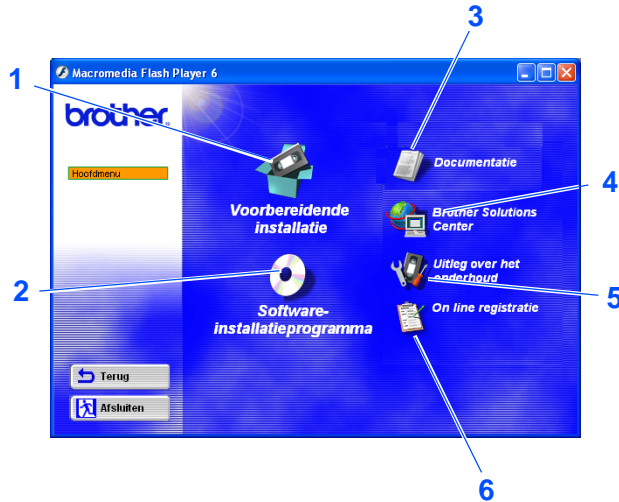 3
Macromedia Flash Player 6
1
brother
Hoofdmenu
Documentatie
4
Voorbereidende
installatie
Brother Solutions
Center
2
Uitleg over het
onderhoud
5
Software-
installatieprogramma
On line registratie
Terug
Afsluiten
6